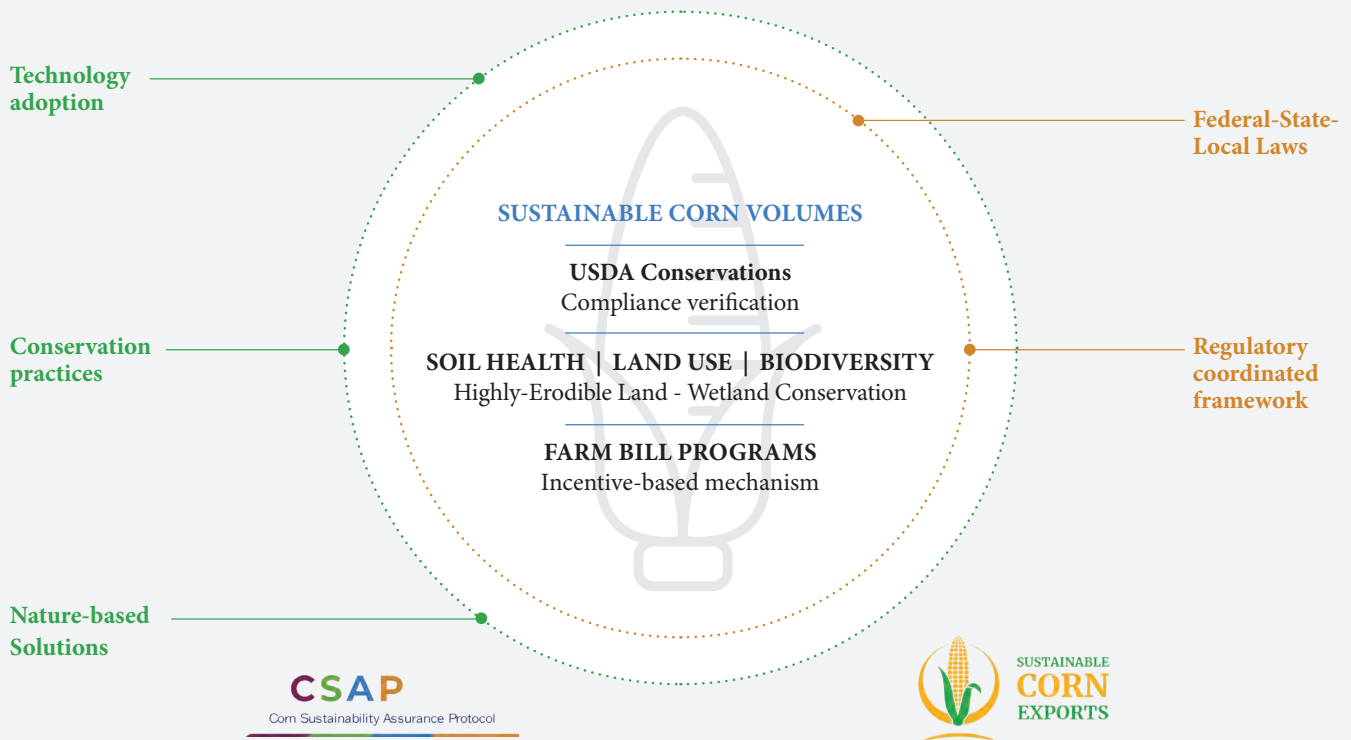 Technology
adoption
Federal-State-
Local Laws
SUSTAINABLE CORN VOLUMES
USDA Conservations
Compliance verification
SOIL HEALTH | LAND USE | BIODIVERSITY
Highly-Erodible Land - Wetland Conservation
FARM BILL PROGRAMS
Incentive-based mechanism
Conservation
practices
Regulatory
coordinated
framework
Nature-based
Solutions
CSAP
Corn Sustainability Assurance Protocol
SUSTAINABLE
CORN
EXPORTS